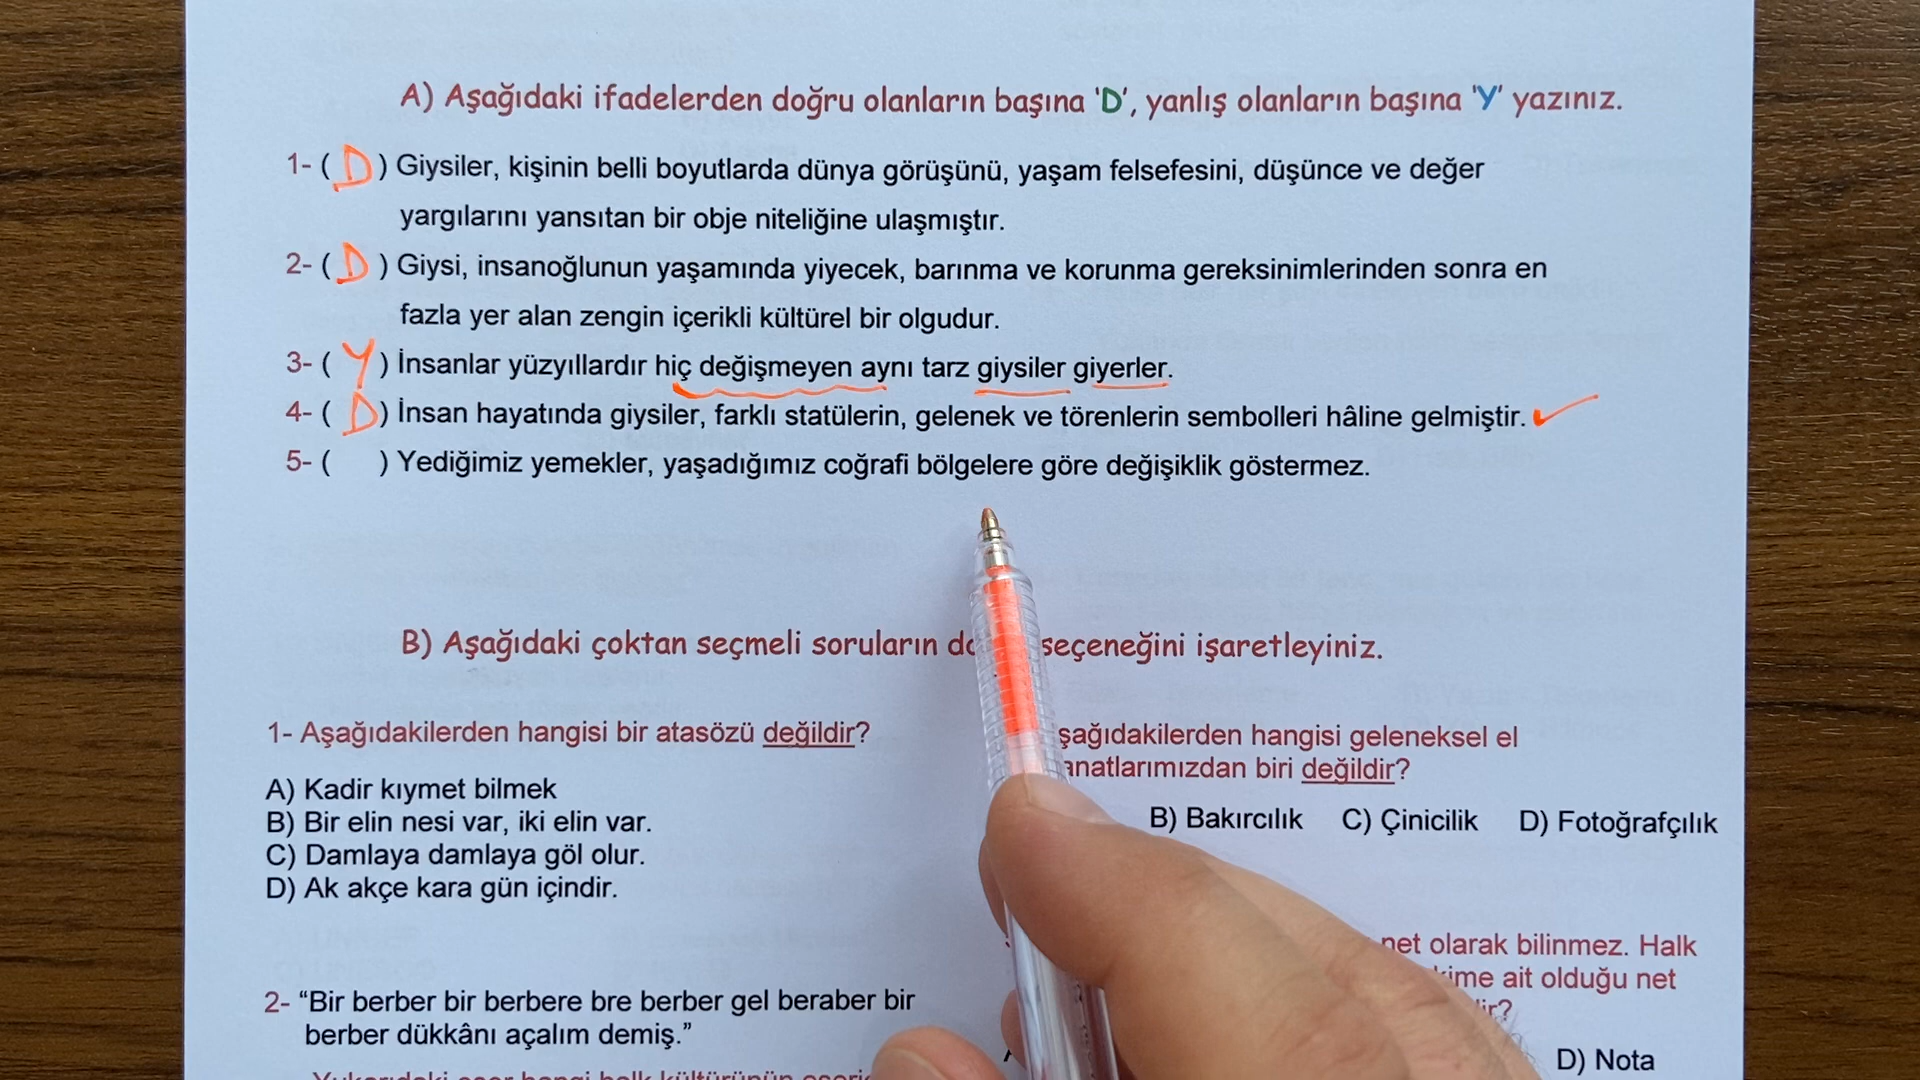 A) Aşağıdaki ifadelerden doğru olanların başına 'D', yanlış olanların başına 'Y' yazınız.
1- ( D ) Giysiler, kişinin belli boyutlarda dünya görüşünü, yaşam felsefesini, düşünce ve değer
yargılarını yansıtan bir obje niteliğine ulaşmıştır.
2- ( D ) Giysi, insanoğlunun yaşamında yiyecek, barınma ve korunma gereksinimlerinden sonra en
fazla yer alan zengin içerikli kültürel bir olgudur.
3- ( Y ) İnsanlar yüzyıllardır hiç değişmeyen aynı tarz giysiler giyerler.
4- ( D ) İnsan hayatında giysiler, farklı statülerin, gelenek ve törenlerin sembolleri hâline gelmiştir.
5- ( ) Yediğimiz yemekler, yaşadığımız coğrafi bölgelere göre değişiklik göstermez.
B) Aşağıdaki çoktan seçmeli soruların seçeneğini işaretleyiniz.
1- Aşağıdakilerden hangisi bir atasözü değildir?
A) Kadir kıymet bilmek
B) Bir elin nesi var, iki elin var.
C) Damlaya damlaya göl olur.
D) Ak akçe kara gün içindir.
2- “Bir berber bir berbere bre berber gel beraber bir
berber dükkânı açalım demiş.”
Yukarıdaki eser hangi halk kültürünün
şağıdakilerden hangisi geleneksel el
anatlarımızdan biri değildir?
B) Bakırcılık C) Çinicilik D) Fotoğrafçılık
net olarak bilinmez. Halk
kime ait olduğu net
D) Nota